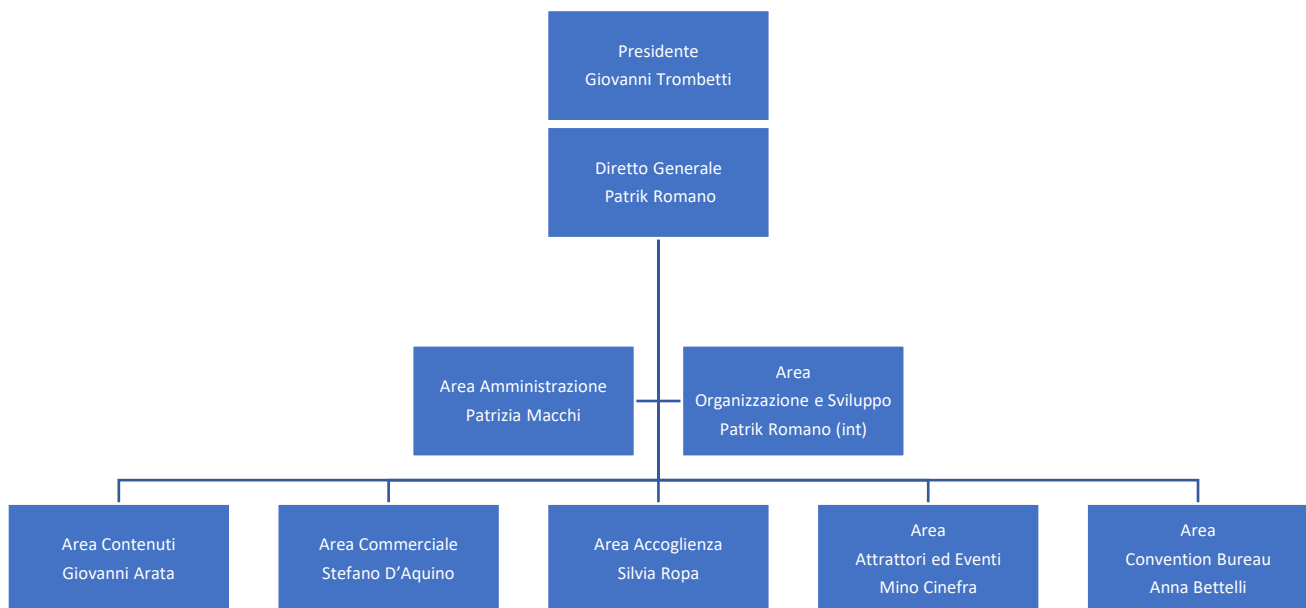 Presidente
Giovanni Trombetti
Diretto Generale
Patrik Romano
Area Amministrazione
Patrizia Macchi
Area
Organizzazione e Sviluppo
Patrik Romano (int)
Area Contenuti
Giovanni Arata
Area Commerciale
Stefano D’Aquino
Area Accoglienza
Silvia Ropa
Area
Attrattori ed Eventi
Mino Cinefra
Area
Convention Bureau
Anna Bettelli